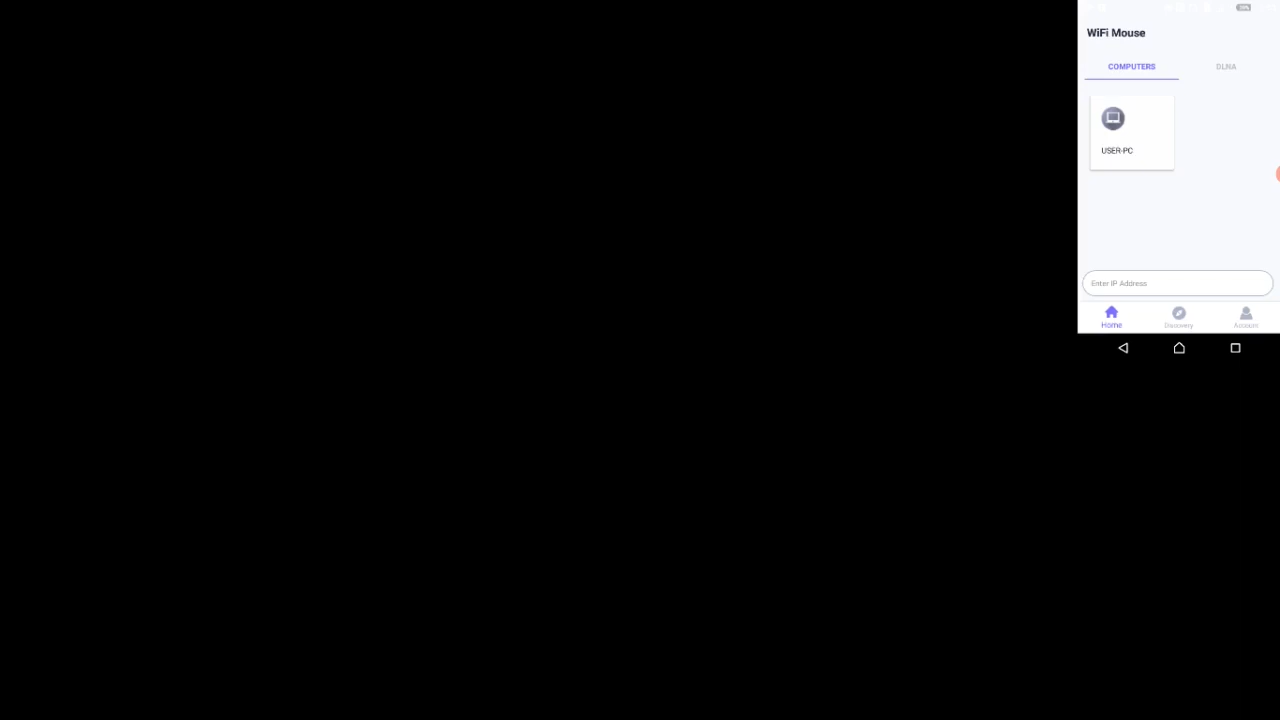 WiFi Mouse
COMPUTERS
DLNA
USER-PC
Enter IP Address
Home
Discovery
Account